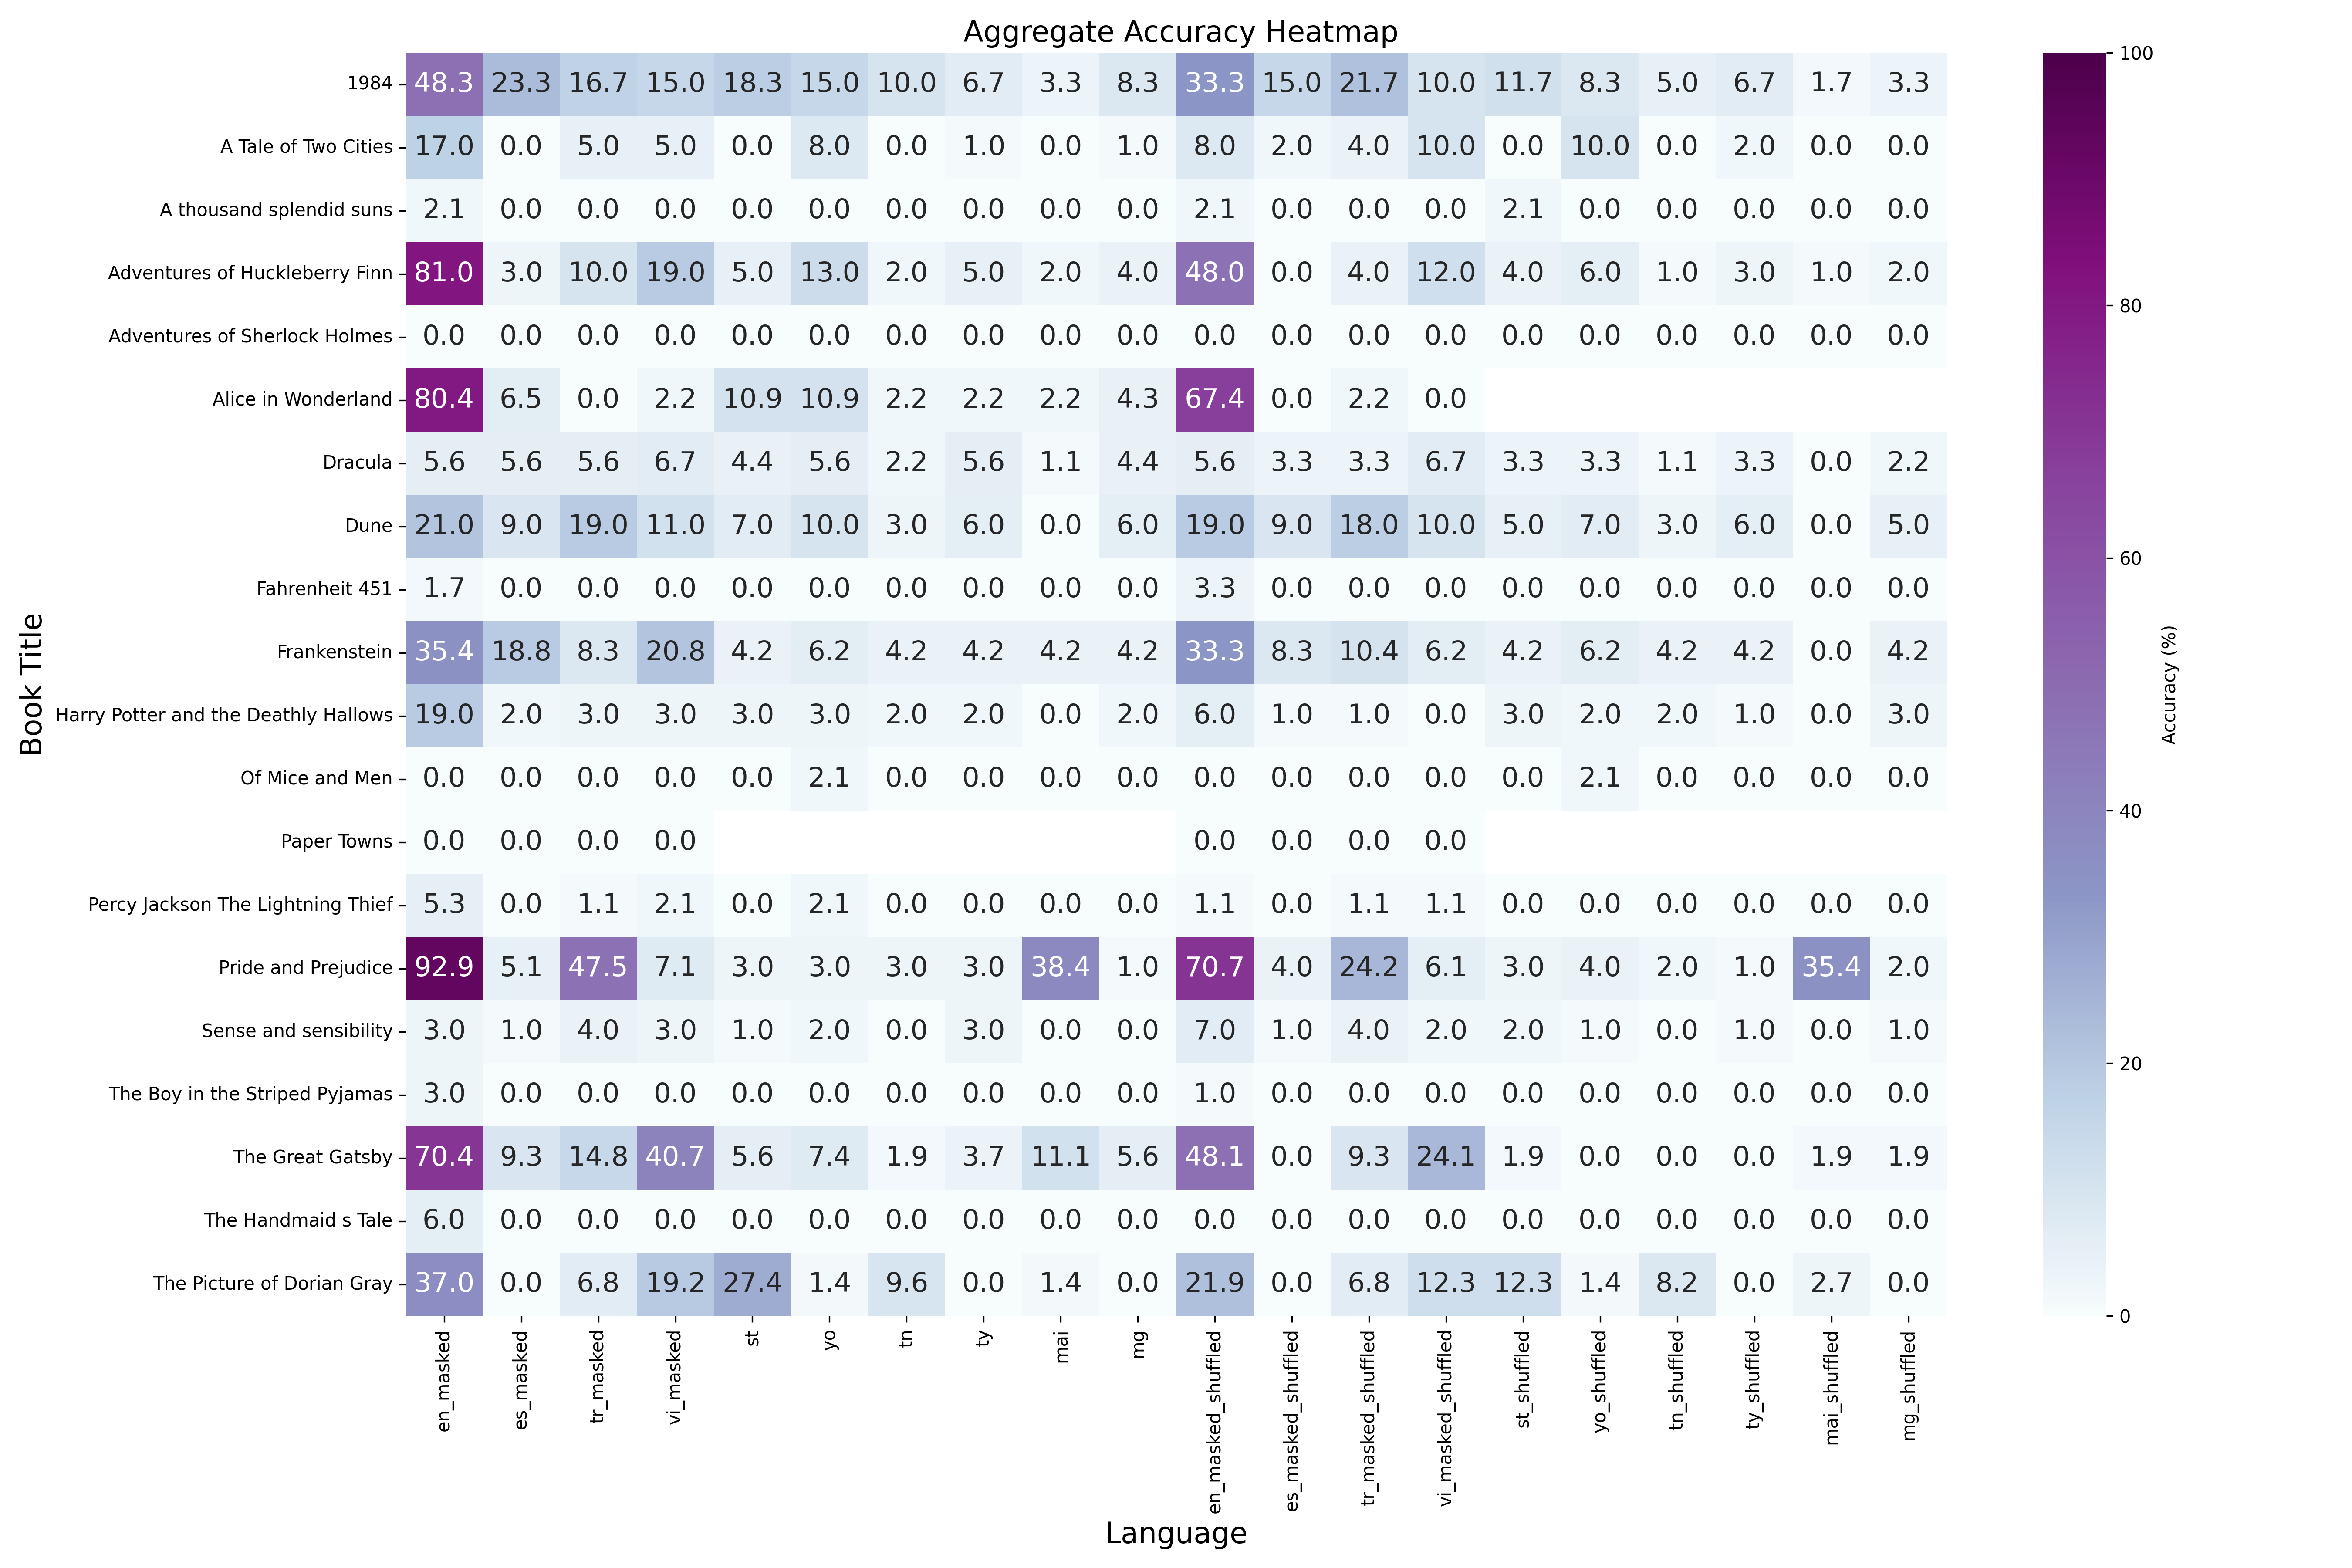 Aggregate Accuracy Heatmap
1984 48.3 23.3 16.7 15.0 18.3 15.0 10.0 6.7 3.3 8.3 33.3 15.0 21.7 10.0 11.7 8.3 5.0 6.7 1.7 3.3
A Tale of Two Cities 17.0 0.0 5.0 5.0 0.0 8.0 0.0 1.0 0.0 1.0 8.0 2.0 4.0 10.0 0.0 10.0 0.0 2.0 0.0 0.0
A thousand splendid suns 2.1 0.0 0.0 0.0 0.0 0.0 0.0 0.0 0.0 0.0 2.1 0.0 0.0 0.0 2.1 0.0 0.0 0.0 0.0 0.0
Adventures of Huckleberry Finn 81.0 3.0 10.0 19.0 5.0 13.0 2.0 5.0 2.0 4.0 48.0 0.0 4.0 12.0 4.0 6.0 1.0 3.0 1.0 2.0
Adventures of Sherlock Holmes 0.0 0.0 0.0 0.0 0.0 0.0 0.0 0.0 0.0 0.0 0.0 0.0 0.0 0.0 0.0 0.0 0.0 0.0 0.0 0.0
Alice in Wonderland 80.4 6.5 0.0 2.2 10.9 10.9 2.2 2.2 2.2 4.3 67.4 0.0 2.2 0.0
Dracula 5.6 5.6 5.6 6.7 4.4 5.6 2.2 5.6 1.1 4.4 5.6 3.3 3.3 6.7 3.3 3.3 1.1 3.3 0.0 2.2
Dune 21.0 9.0 19.0 11.0 7.0 10.0 3.0 6.0 0.0 6.0 19.0 9.0 18.0 10.0 5.0 7.0 3.0 6.0 0.0 5.0
Fahrenheit 451 1.7 0.0 0.0 0.0 0.0 0.0 0.0 0.0 0.0 0.0 3.3 0.0 0.0 0.0 0.0 0.0 0.0 0.0 0.0 0.0
Frankenstein 35.4 18.8 8.3 20.8 4.2 6.2 4.2 4.2 4.2 4.2 33.3 8.3 10.4 6.2 4.2 6.2 4.2 4.2 0.0 4.2
Harry Potter and the Deathly Hallows 19.0 2.0 3.0 3.0 3.0 3.0 2.0 2.0 0.0 2.0 6.0 1.0 1.0 0.0 3.0 2.0 2.0 1.0 0.0 3.0
Of Mice and Men 0.0 0.0 0.0 0.0 0.0 2.1 0.0 0.0 0.0 0.0 0.0 0.0 0.0 0.0 0.0 2.1 0.0 0.0 0.0 0.0
Paper Towns 0.0 0.0 0.0 0.0 0.0 0.0 0.0 0.0
Percy Jackson The Lightning Thief 5.3 0.0 1.1 2.1 0.0 2.1 0.0 0.0 0.0 0.0 1.1 0.0 1.1 1.1 0.0 0.0 0.0 0.0 0.0 0.0
Pride and Prejudice 92.9 5.1 47.5 7.1 3.0 3.0 3.0 3.0 38.4 1.0 70.7 4.0 24.2 6.1 3.0 4.0 2.0 1.0 35.4 2.0
Sense and sensibility 3.0 1.0 4.0 3.0 1.0 2.0 0.0 3.0 0.0 0.0 7.0 1.0 4.0 2.0 2.0 1.0 0.0 1.0 0.0 1.0
The Boy in the Striped Pyjamas 3.0 0.0 0.0 0.0 0.0 0.0 0.0 0.0 0.0 0.0 1.0 0.0 0.0 0.0 0.0 0.0 0.0 0.0 0.0 0.0
The Great Gatsby 70.4 9.3 14.8 40.7 5.6 7.4 1.9 3.7 11.1 5.6 48.1 0.0 9.3 24.1 1.9 0.0 0.0 0.0 1.9 1.9
The Handmaid s Tale 6.0 0.0 0.0 0.0 0.0 0.0 0.0 0.0 0.0 0.0 0.0 0.0 0.0 0.0 0.0 0.0 0.0 0.0 0.0 0.0
The Picture of Dorian Gray 37.0 0.0 6.8 19.2 27.4 1.4 9.6 0.0 1.4 0.0 21.9 0.0 6.8 12.3 12.3 1.4 8.2 0.0 2.7 0.0
Book Title
en_masked
es_masked
tr_masked
vi_masked
st
yo
tn
ty
mai
mg
en_masked_shuffled
es_masked_shuffled
tr_masked_shuffled
vi_masked_shuffled
st_shuffled
yo_shuffled
tn_shuffled
ty_shuffled
mai_shuffled
mg_shuffled
Language
100
80
60
40
20
0
Accuracy (%)